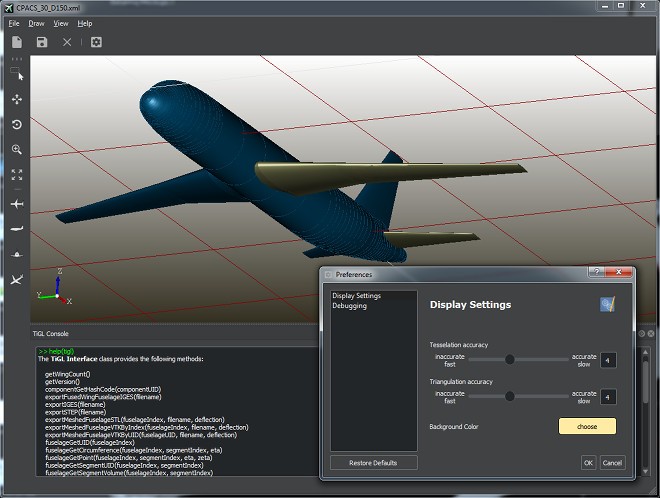 CPACS_30_D150.xml
File Draw View Help
Z
Y
X
TiGL Console
>> help(tigl)
The TiGL Interface class provides the following methods:
getWingCount()
getVersion()
componentGetHashCode(componentUID)
exportFusedWingFuselageIGES(filename)
exportIGES(filename)
exportSTEP(filename)
exportMeshedFuselageSTL(fuselageIndex, filename, deflection)
exportMeshedFuselageVTKByIndex(fuselageIndex, filename, deflection)
exportMeshedFuselageVTKByUID(fuselageUID, filename, deflection)
fuselageGetUID(fuselageIndex)
fuselageGetCircumference(fuselageIndex, segmentIndex, eta)
fuselageGetPoint(fuselageIndex, segmentIndex, eta, zeta)
fuselageGetSegmentUID(fuselageIndex, segmentIndex)
fuselageGetSegmentVolume(fuselageIndex, segmentIndex)
Preferences
Display Settings
Debugging
Restore Defaults
Display Settings
Tesselation accuracy
inaccurate
fast
accurate
slow
4
Triangulation accuracy
inaccurate
fast
accurate
slow
4
Background Color
choose
OK
Cancel